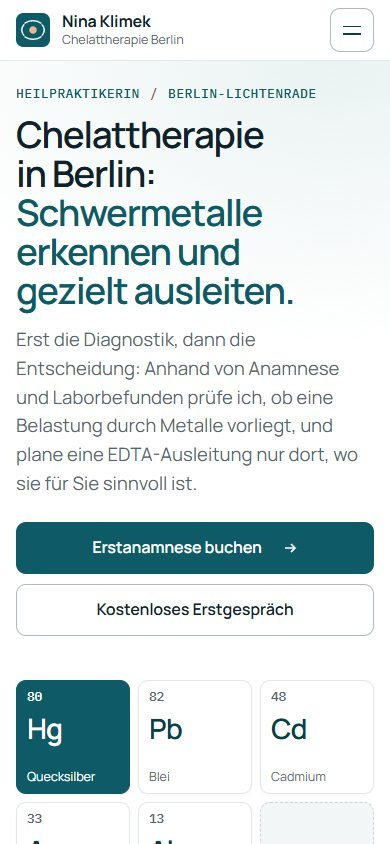 Nina Klimek
Chelattherapie Berlin
HEILPRAKTIKERIN / BERLIN-LICHTENRADE
Chelattherapie
in Berlin:
Schwermetalle
erkennen und
gezielt ausleiten.
Erst die Diagnostik, dann die
Entscheidung: Anhand von Anamnese
und Laborbefunden prüfe ich, ob eine
Belastung durch Metalle vorliegt, und
plane eine EDTA-Ausleitung nur dort, wo
sie für Sie sinnvoll ist.
Erstanamnese buchen →
Kostenloses Erstgespräch
80 82 48
Hg Pb Cd
Quecksilber Blei Cadmium
33 13